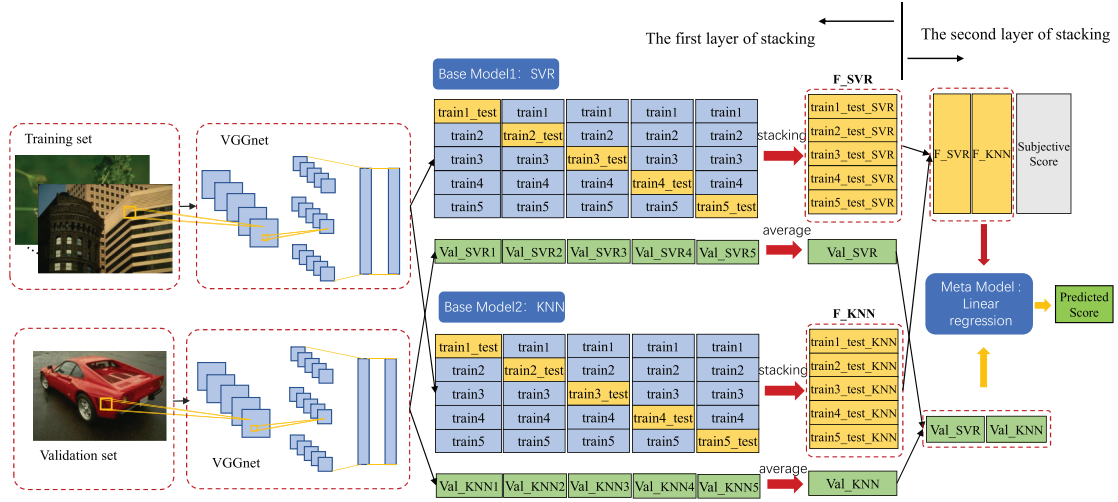 The first layer of stacking
The second layer of stacking
Training set
VGGnet
Base Model1: SVR
train1_test train1 train1 train1 train1
train2 train2_test train2 train2 train2
train3 train3 train3_test train3 train3
train4 train4 train4 train4_test train4
train5 train5 train5 train5 train5_test
stacking
F_SVR
train1_test_SVR
train2_test_SVR
train3_test_SVR
train4_test_SVR
train5_test_SVR
F_SVR F_KNN
Subjective
Score
Val_SVR1 Val_SVR2 Val_SVR3 Val_SVR4 Val_SVR5
average
Val_SVR
Meta Model :
Linear
regression
Predicted
Score
Validation set
VGGnet
Base Model2: KNN
train1_test train1 train1 train1 train1
train2 train2_test train2 train2 train2
train3 train3 train3_test train3 train3
train4 train4 train4 train4_test train4
train5 train5 train5 train5 train5_test
stacking
F_KNN
train1_test_KNN
train2_test_KNN
train3_test_KNN
train4_test_KNN
train5_test_KNN
Val_SVR Val_KNN
Val_KNN1 Val_KNN2 Val_KNN3 Val_KNN4 Val_KNN5
average
Val_KNN